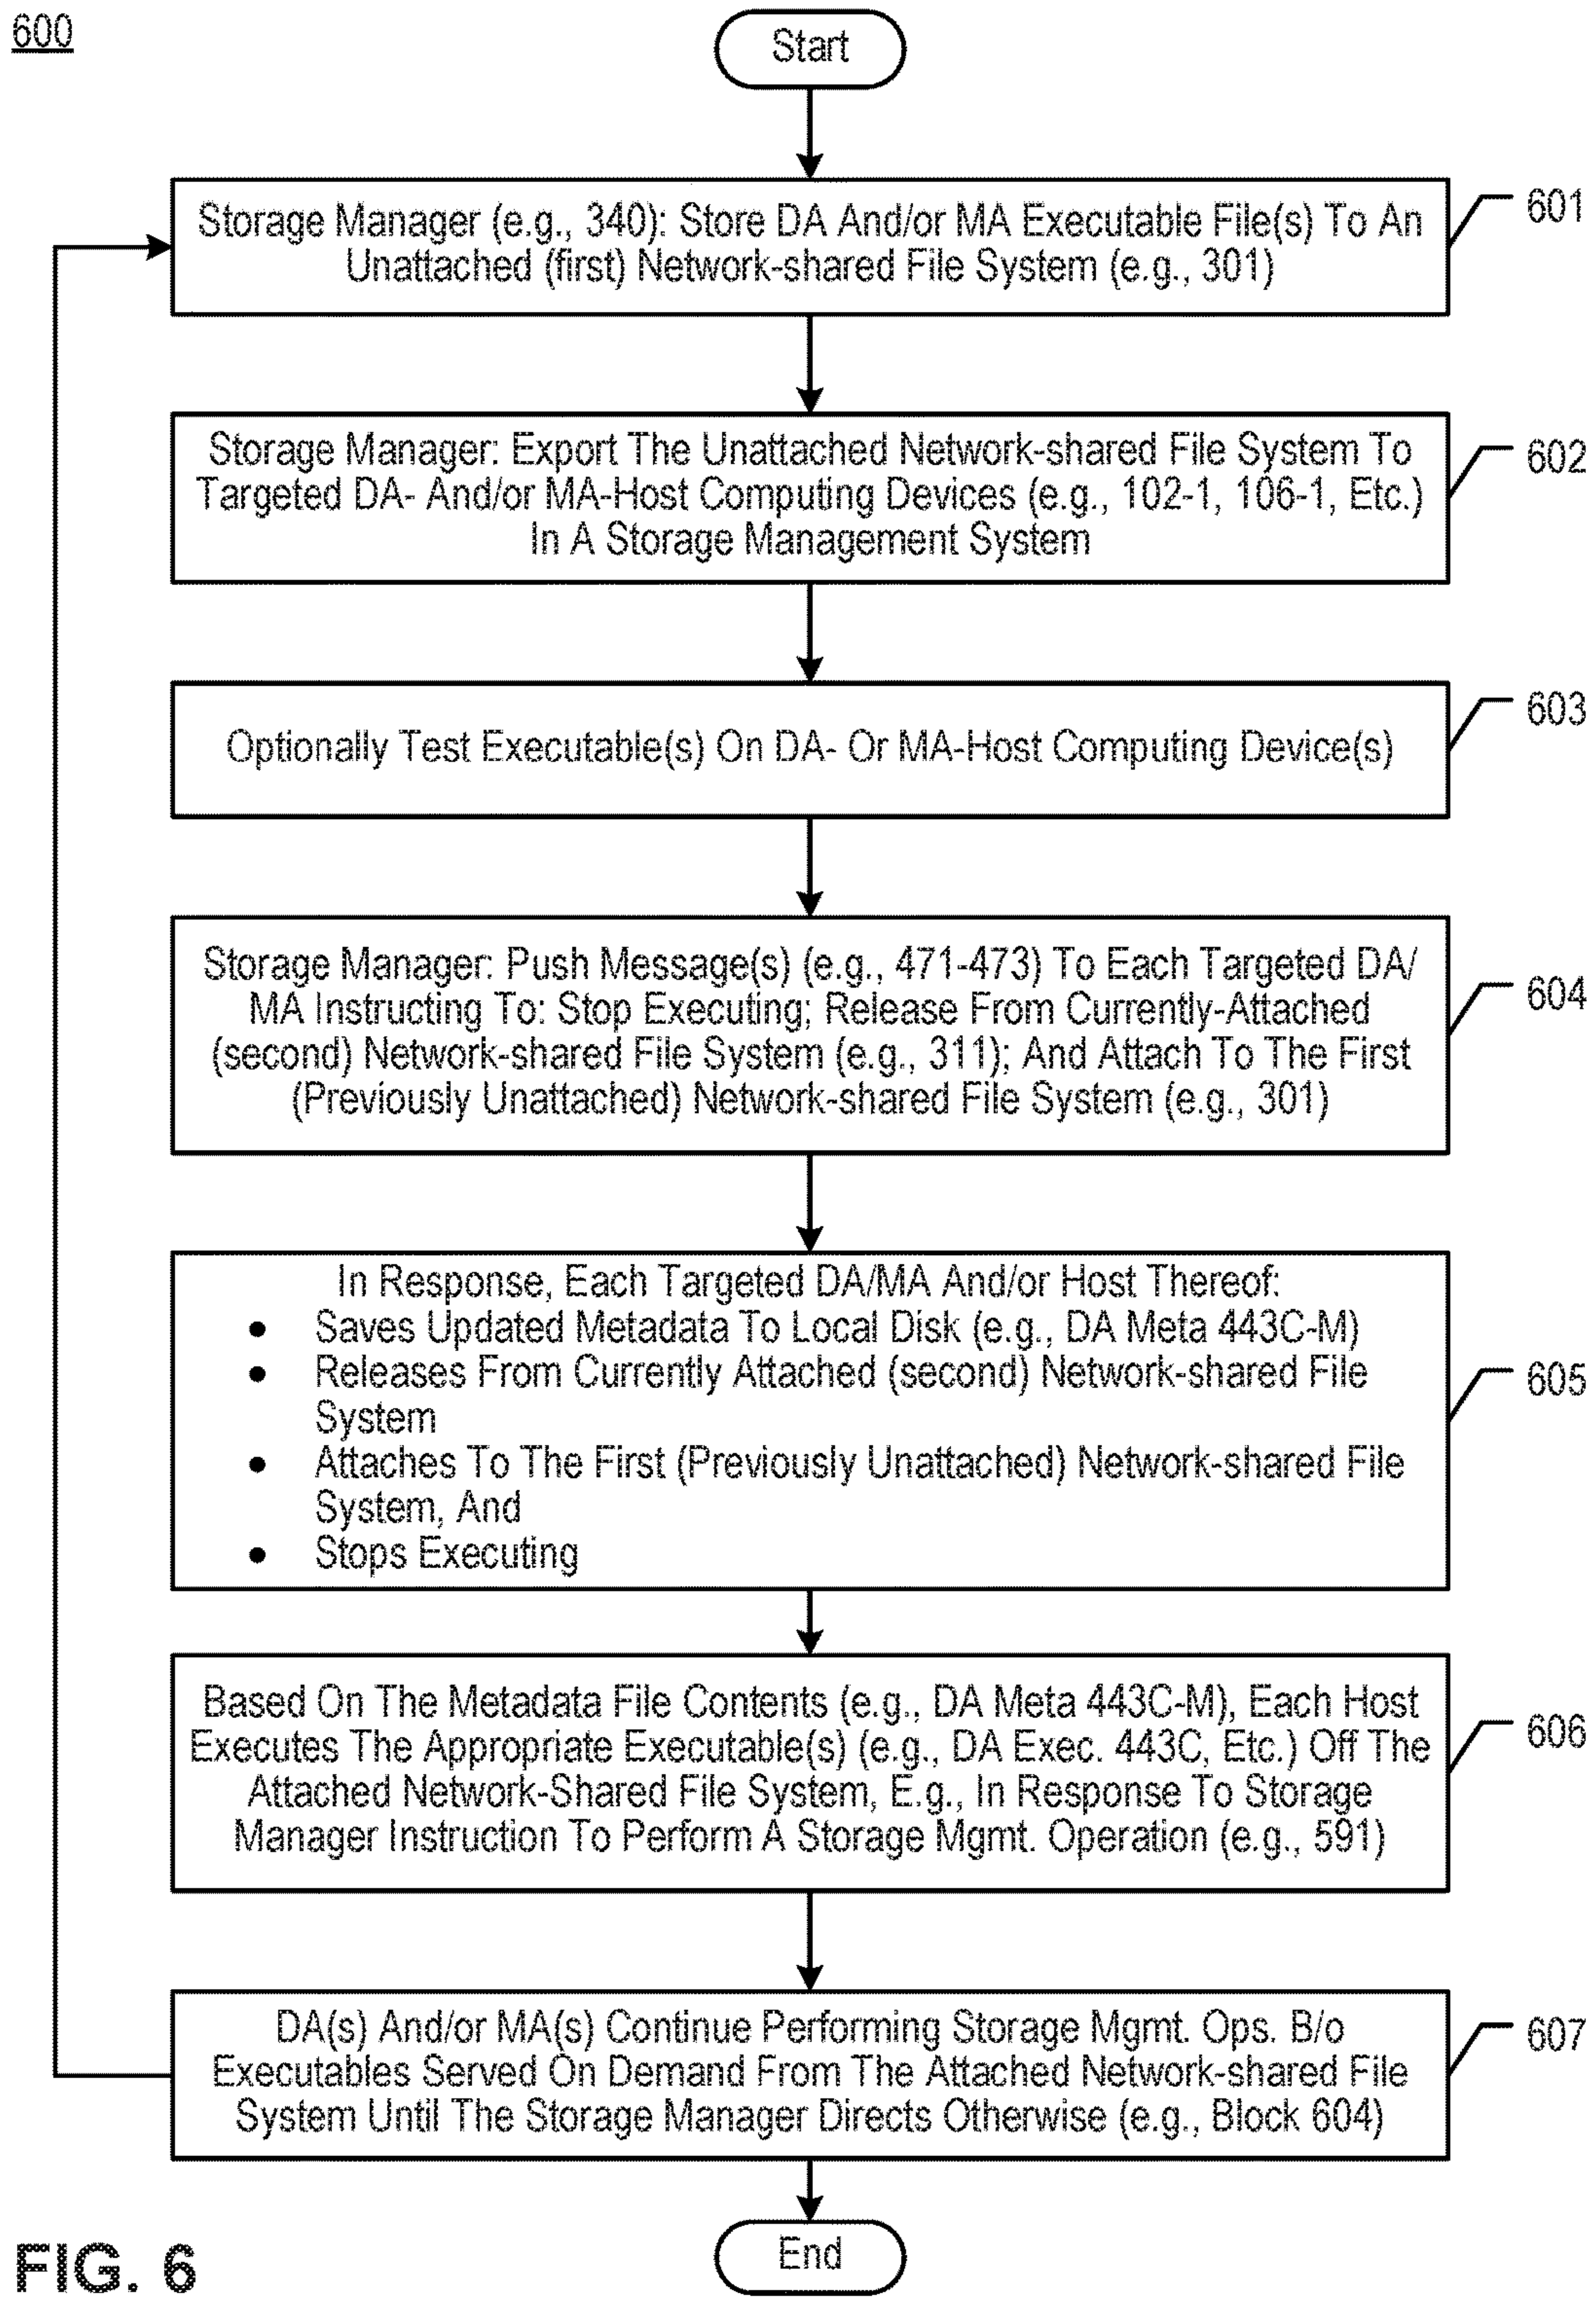 600
Start
Storage Manager (e.g., 340): Store DA And/or MA Executable File(s) To An
Unattached (first) Network-shared File System (e.g., 301)
601
Storage Manager: Export The Unattached Network-shared File System To
Targeted DA- And/or MA-Host Computing Devices (e.g., 102-1, 106-1, Etc.)
In A Storage Management System
602
Optionally Test Executable(s) On DA- Or MA-Host Computing Device(s)
603
Storage Manager: Push Message(s) (e.g., 471-473) To Each Targeted DA/
MA Instructing To: Stop Executing; Release From Currently-Attached
(second) Network-shared File System (e.g., 311); And Attach To The First
(Previously Unattached) Network-shared File System (e.g., 301)
604
In Response, Each Targeted DA/MA And/or Host Thereof:
● Saves Updated Metadata To Local Disk (e.g., DA Meta 443C-M)
● Releases From Currently Attached (second) Network-shared File
System
● Attaches To The First (Previously Unattached) Network-shared File
System, And
● Stops Executing
605
Based On The Metadata File Contents (e.g., DA Meta 443C-M), Each Host
Executes The Appropriate Executable(s) (e.g., DA Exec. 443C, Etc.) Off The
Attached Network-Shared File System, E.g., In Response To Storage
Manager Instruction To Perform A Storage Mgmt. Operation (e.g., 591)
606
DA(s) And/or MA(s) Continue Performing Storage Mgmt. Ops. B/o
Executables Served On Demand From The Attached Network-shared File
System Until The Storage Manager Directs Otherwise (e.g., Block 604)
607
End
FIG. 6